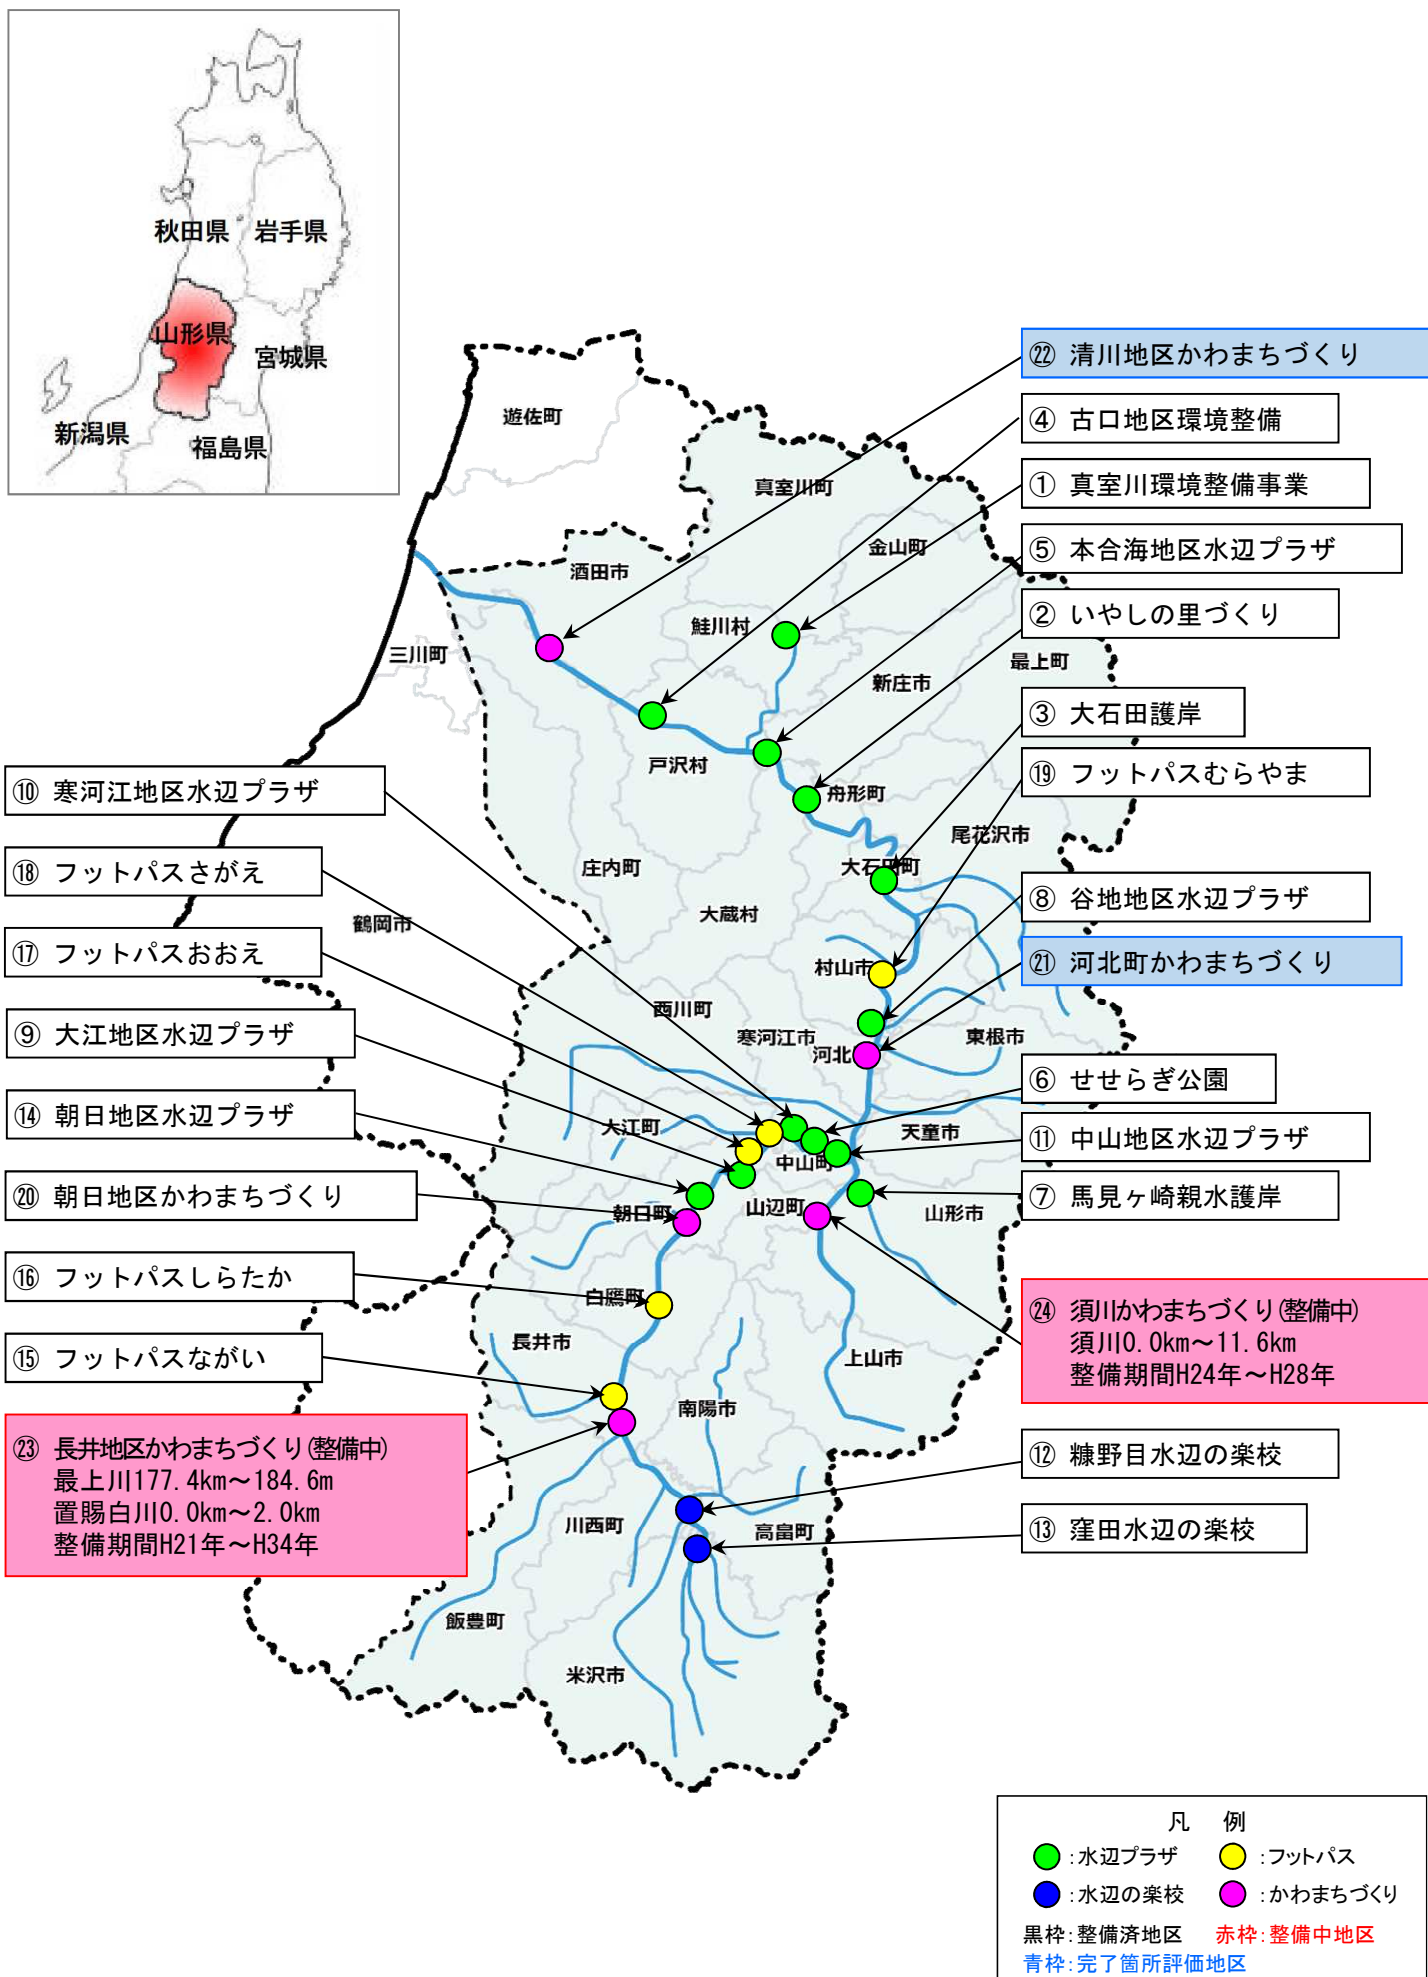 秋田県
岩手県
山形県
宮城県
新潟県
福島県
遊佐町
真室川町
金山町
酒田市
鮭川村
三川町
最上町
新庄市
戸沢村
舟形町
尾花沢市
大石田町
庄内町
大蔵村
鶴岡市
村山市
西川町
寒河江市
河北
東根市
大江町
天童市
中山町
朝日町
山辺町
山形市
白鷹町
長井市
上山市
南陽市
川西町
高畠町
飯豊町
米沢市
㉒ 清川地区かわまちづくり
④ 古口地区環境整備
① 真室川環境整備事業
⑤ 本合海地区水辺プラザ
② いやしの里づくり
③ 大石田護岸
⑲ フットパスむらやま
⑧ 谷地地区水辺プラザ
㉑ 河北町かわまちづくり
⑥ せせらぎ公園
⑪ 中山地区水辺プラザ
⑦ 馬見ヶ崎親水護岸
㉔ 須川かわまちづくり(整備中)
須川0.0km～11.6km
整備期間H24年～H28年
⑫ 糠野目水辺の楽校
⑬ 窪田水辺の楽校
⑩ 寒河江地区水辺プラザ
⑱ フットパスさがえ
⑰ フットパスおおえ
⑨ 大江地区水辺プラザ
⑭ 朝日地区水辺プラザ
⑳ 朝日地区かわまちづくり
⑯ フットパスしらたか
⑮ フットパスながい
㉓ 長井地区かわまちづくり(整備中)
最上川177.4km～184.6m
置賜白川0.0km～2.0km
整備期間H21年～H34年
凡 例
:水辺プラザ :フットパス
:水辺の楽校 :かわまちづくり
黒枠:整備済地区 赤枠:整備中地区
青枠:完了箇所評価地区